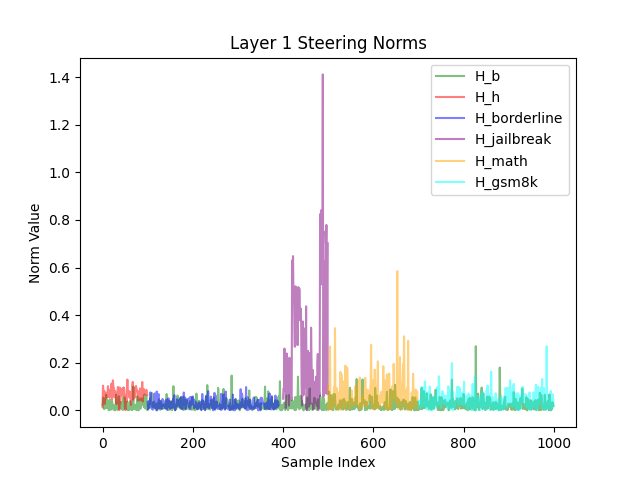 Layer 1 Steering Norms
1.4
1.2
1.0
0.8
0.6
0.4
0.2
0.0
Norm Value
H_b
H_h
H_borderline
H_jailbreak
H_math
H_gsm8k
0 200 400 600 800 1000
Sample Index